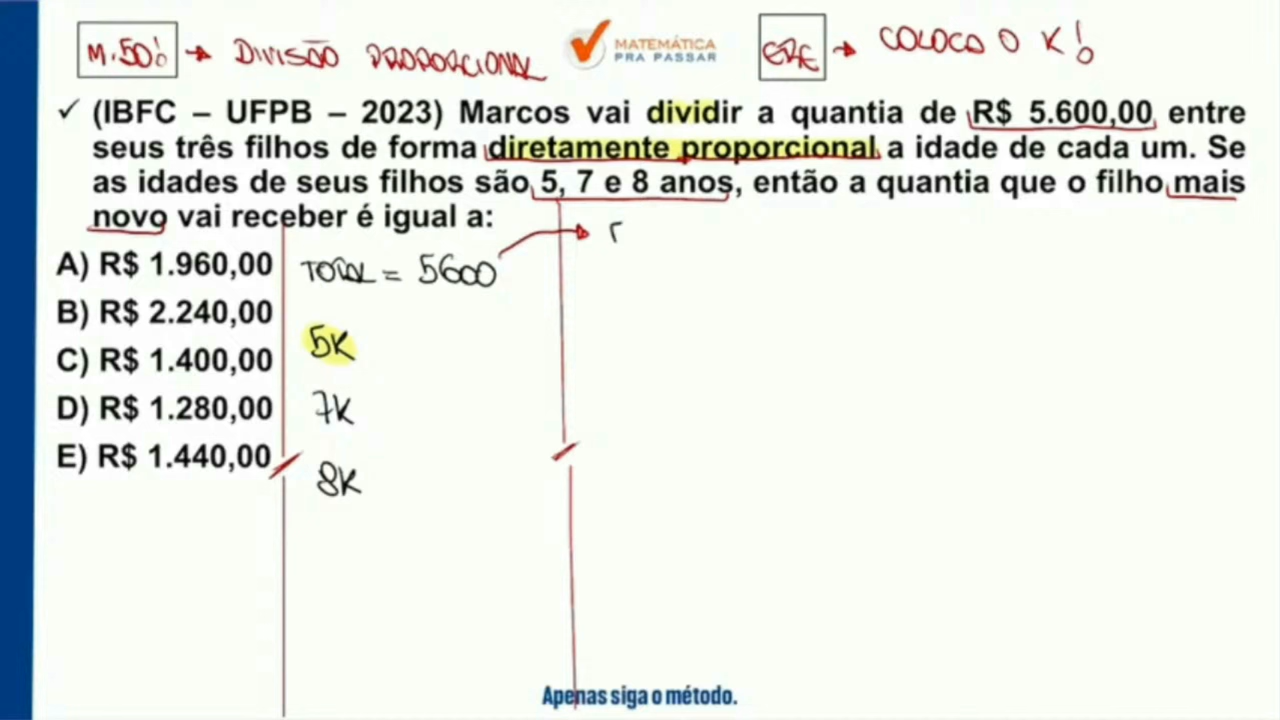 M.50! → DIVISÃO PROPORCIONAL
MATEMÁTICA
PRA PASSAR
→ COLOCA O K!
✓ (IBFC – UFPB – 2023) Marcos vai dividir a quantia de R$ 5.600,00 entre
seus três filhos de forma diretamente proporcional a idade de cada um. Se
as idades de seus filhos são 5, 7 e 8 anos, então a quantia que o filho mais
novo vai receber é igual a:
A) R$ 1.960,00
B) R$ 2.240,00
C) R$ 1.400,00
D) R$ 1.280,00
E) R$ 1.440,00
TOTAL = 5600
5K
7K
8K
Apenas siga o método.